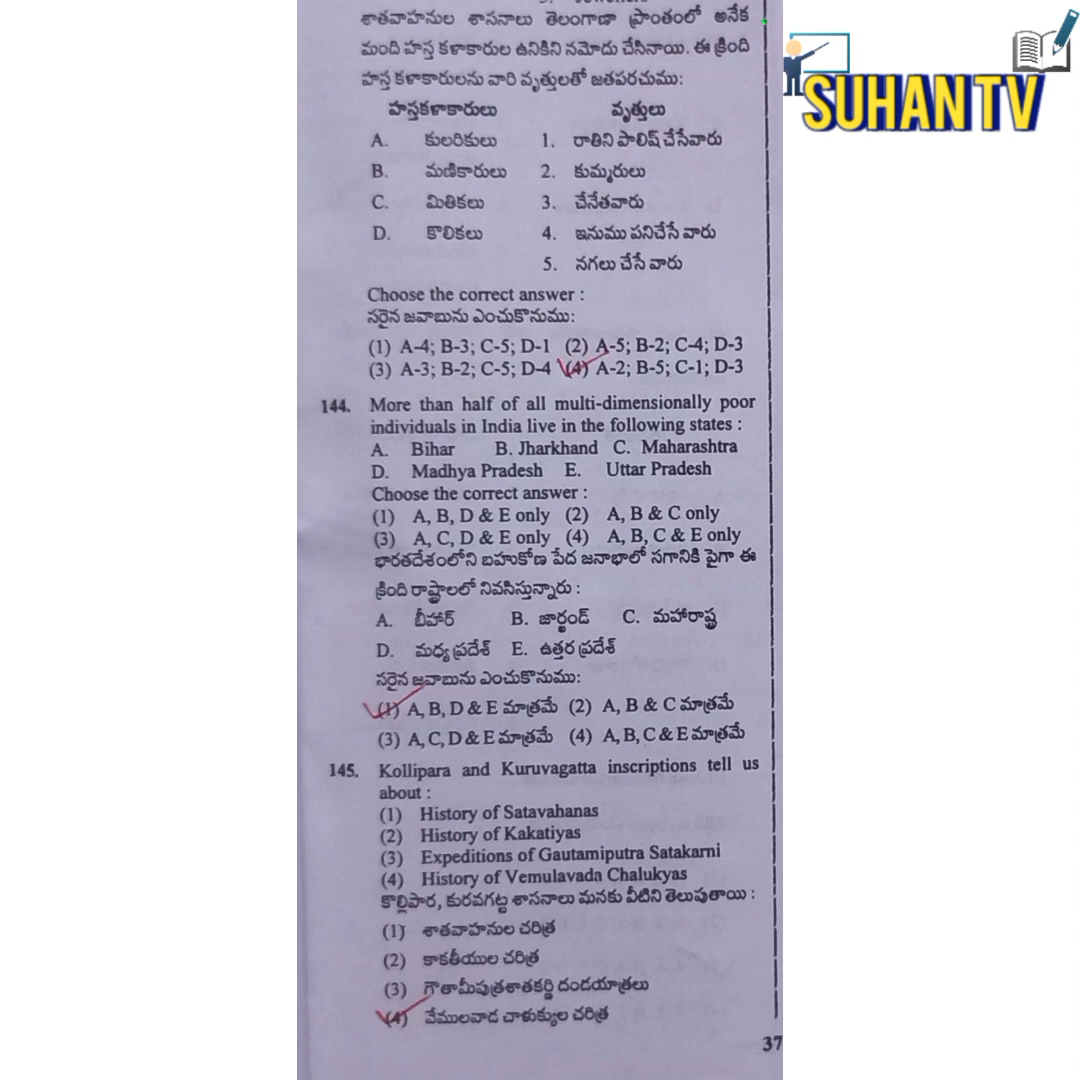 SUHAN TV
శాతవాహనుల శాసనాలు తెలంగాణా ప్రాంతంలో అనేక
మంది హస్త కళాకారుల ఉనికిని నమోదు చేసినాయి. ఈ క్రింది
హస్త కళాకారులను వారి వృత్తులతో జతపరచుము:
హస్తకళాకారులు వృత్తులు
A. కులరికులు 1. రాతిని పాలిష్ చేసేవారు
B. మణికారులు 2. కుమ్మరులు
C. మితికలు 3. చేనేతవారు
D. కొలికలు 4. ఇనుము పనిచేసే వారు
5. నగలు చేసే వారు
Choose the correct answer :
సరైన జవాబును ఎంచుకొనుము:
(1) A-4; B-3; C-5; D-1 (2) A-5; B-2; C-4; D-3
(3) A-3; B-2; C-5; D-4 (4) A-2; B-5; C-1; D-3
144. More than half of all multi-dimensionally poor
individuals in India live in the following states :
A. Bihar B. Jharkhand C. Maharashtra
D. Madhya Pradesh E. Uttar Pradesh
Choose the correct answer :
(1) A, B, D & E only (2) A, B & C only
(3) A, C, D & E only (4) A, B, C & E only
భారతదేశంలోని బహుకోణ పేద జనాభాలో సగానికి పైగా ఈ
క్రింది రాష్ట్రాలలో నివసిస్తున్నారు :
A. బీహార్ B. జార్ఖండ్ C. మహారాష్ట్ర
D. మధ్య ప్రదేశ్ E. ఉత్తర ప్రదేశ్
సరైన జవాబును ఎంచుకొనుము:
(1) A, B, D & E మాత్రమే (2) A, B & C మాత్రమే
(3) A, C, D & E మాత్రమే (4) A, B, C & E మాత్రమే
145. Kollipara and Kuruvagatta inscriptions tell us
about :
(1) History of Satavahanas
(2) History of Kakatiyas
(3) Expeditions of Gautamiputra Satakarni
(4) History of Vemulavada Chalukyas
కొల్లిపార, కురవగట్ట శాసనాలు మనకు వీటిని తెలుపుతాయి :
(1) శాతవాహనుల చరిత్ర
(2) కాకతీయుల చరిత్ర
(3) గౌతామీపుత్రశాతకర్ణి దండయాత్రలు
(4) వేములవాడ చాళుక్యుల చరిత్ర
37